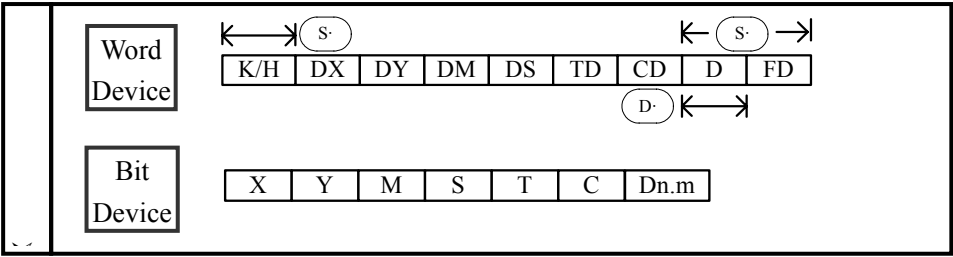 Word
Device
S· S·
K/H DX DY DM DS TD CD D FD
D·
Bit
Device
X Y M S T C Dn.m